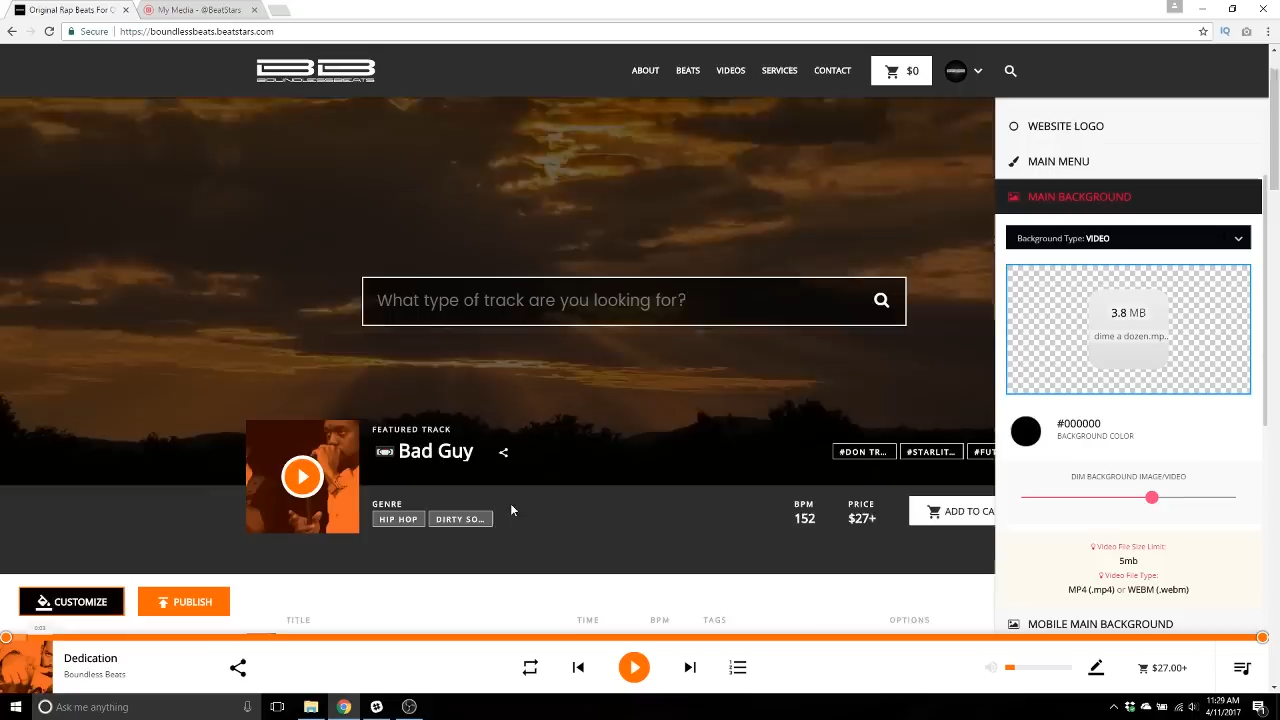 Original Rap Beats For C
My Media - @BeatStars
Secure
https://boundlessbeats.beatstars.com
IQ
BB
BOUNDLESSBEATS
ABOUT
BEATS
VIDEOS
SERVICES
CONTACT
$0
WEBSITE LOGO
MAIN MENU
MAIN BACKGROUND
Background Type: VIDEO
What type of track are you looking for?
3.8 MB
dime a dozen.mp..
#000000
BACKGROUND COLOR
FEATURED TRACK
Bad Guy
#DON TR...
#STARLIT...
#FUT
DIM BACKGROUND IMAGE/VIDEO
GENRE
HIP HOP
DIRTY SO...
BPM
152
PRICE
$27+
ADD TO CA
Video File Size Limit:
5mb
Video File Type:
MP4 (.mp4) or WEBM (.webm)
CUSTOMIZE
PUBLISH
TITLE
TIME
BPM
TAGS
OPTIONS
MOBILE MAIN BACKGROUND
0:03
Dedication
Boundless Beats
$27.00+
Ask me anything
11:29 AM
4/11/2017